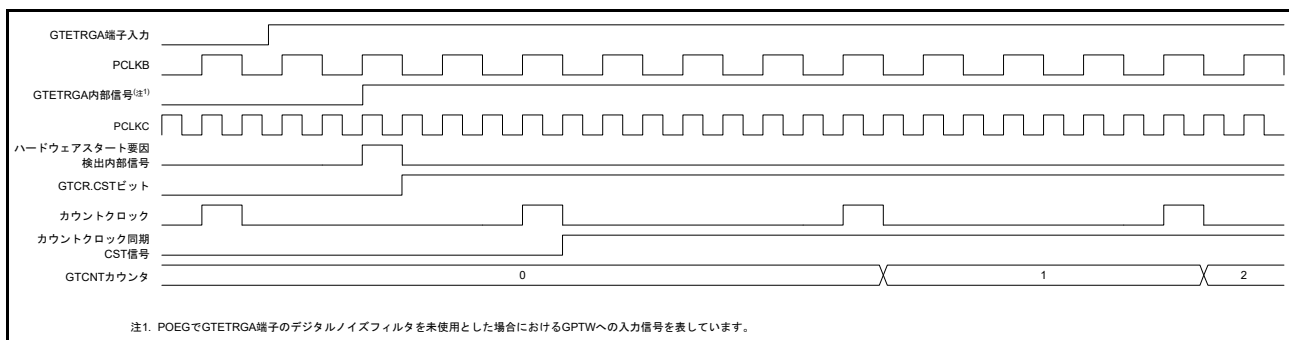 GTETRGA端子入力
PCLKB
GTETRGA内部信号(注1)
PCLKC
ハードウェアスタート要因
検出内部信号
GTCR.CSTビット
カウントクロック
カウントクロック同期
CST信号
GTCNTカウンタ 0 1 2
注1. POEGでGTETRGA端子のデジタルノイズフィルタを未使用とした場合におけるGPTWへの入力信号を表しています。